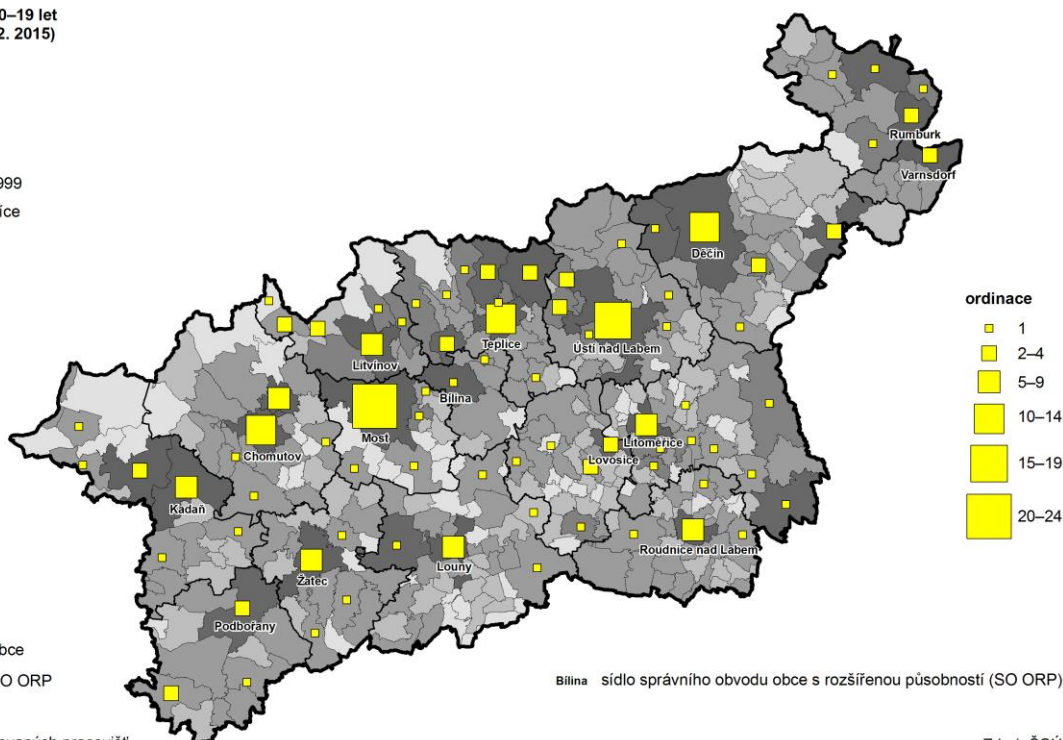 0–19 let
2. 2015)
999
íce
Rumburk
Varnsdorf
Děčín
Teplice
Ústí nad Labem
Litvínov
Bílina
Most
Chomutov
Litoměřice
Lovosice
Kadaň
Roudnice nad Labem
Louny
Žatec
Podbořany
ordinace
1
2–4
5–9
10–14
15–19
20–24
obce
O ORP
Bílina sídlo správního obvodu obce s rozšířenou působností (SO ORP)